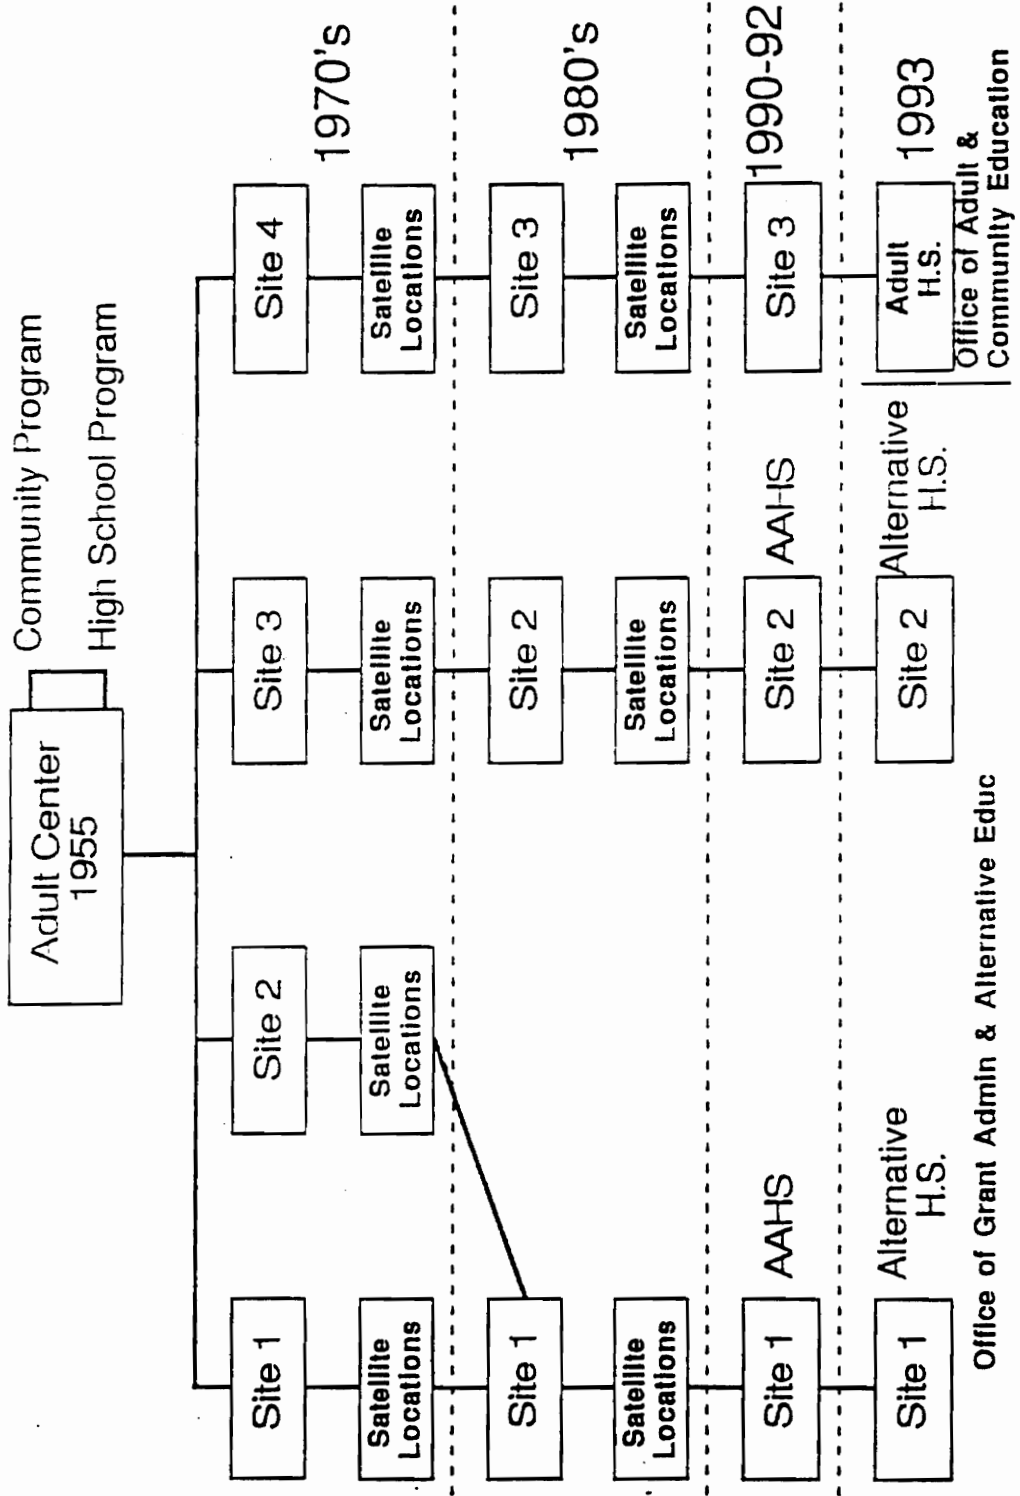 Community Program
High School Program
Adult Center
1955
Site 1
Site 2
Site 3
Site 4
1970's
Satellite
Locations
Satellite
Locations
Satellite
Locations
Satellite
Locations
Site 1
Site 2
Site 3
1980's
Satellite
Locations
Satellite
Locations
Satellite
Locations
Site 1
AAHS
Site 2
AAHS
Site 3
1990-92
Site 1
Alternative
H.S.
Site 2
Alternative
H.S.
Adult
H.S.
1993
Office of Grant Admin & Alternative Educ
Office of Adult &
Community Education